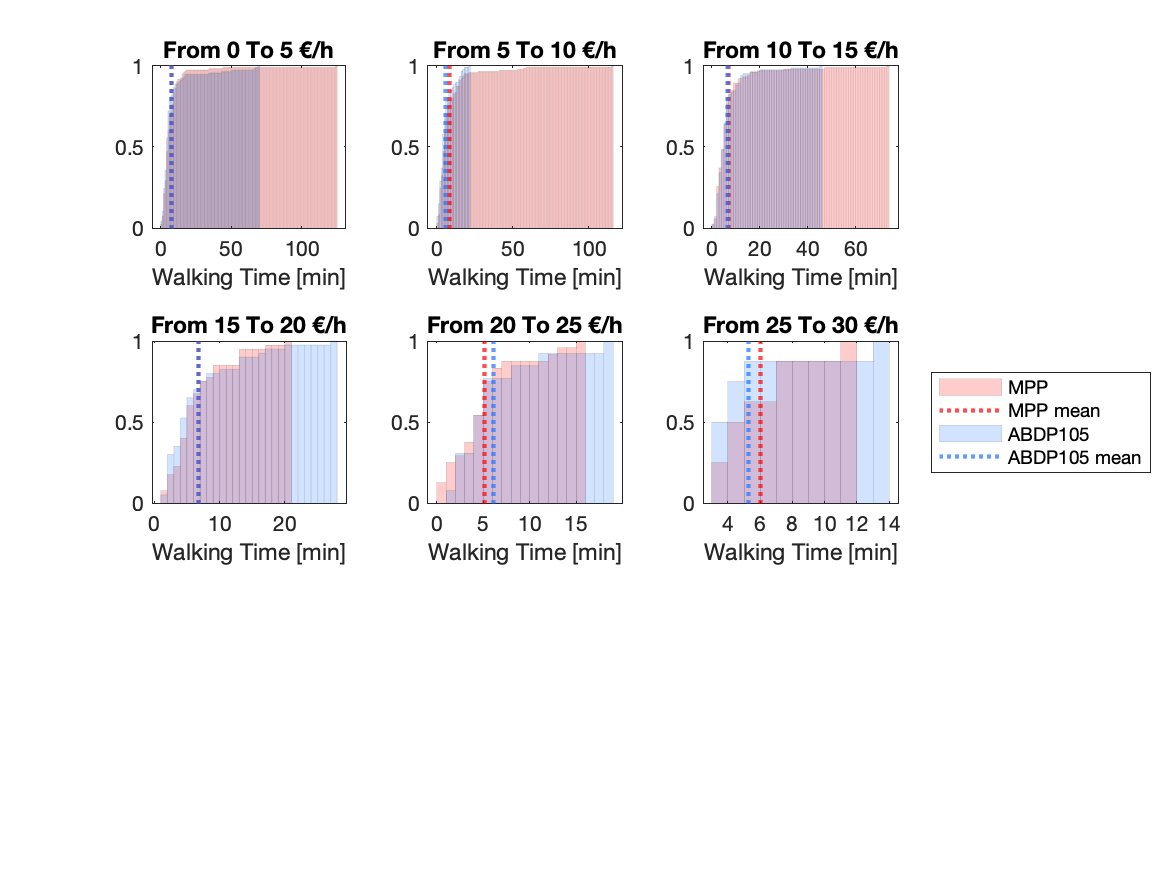 From 0 To 5 €/h
From 5 To 10 €/h
From 10 To 15 €/h
1
0.5
0
0 50 100
Walking Time [min]
1
0.5
0
0 50 100
Walking Time [min]
1
0.5
0
0 20 40 60
Walking Time [min]
From 15 To 20 €/h
From 20 To 25 €/h
From 25 To 30 €/h
1
0.5
0
0 10 20
Walking Time [min]
1
0.5
0
0 5 10 15
Walking Time [min]
1
0.5
0
4 6 8 10 12 14
Walking Time [min]
MPP
MPP mean
ABDP105
ABDP105 mean